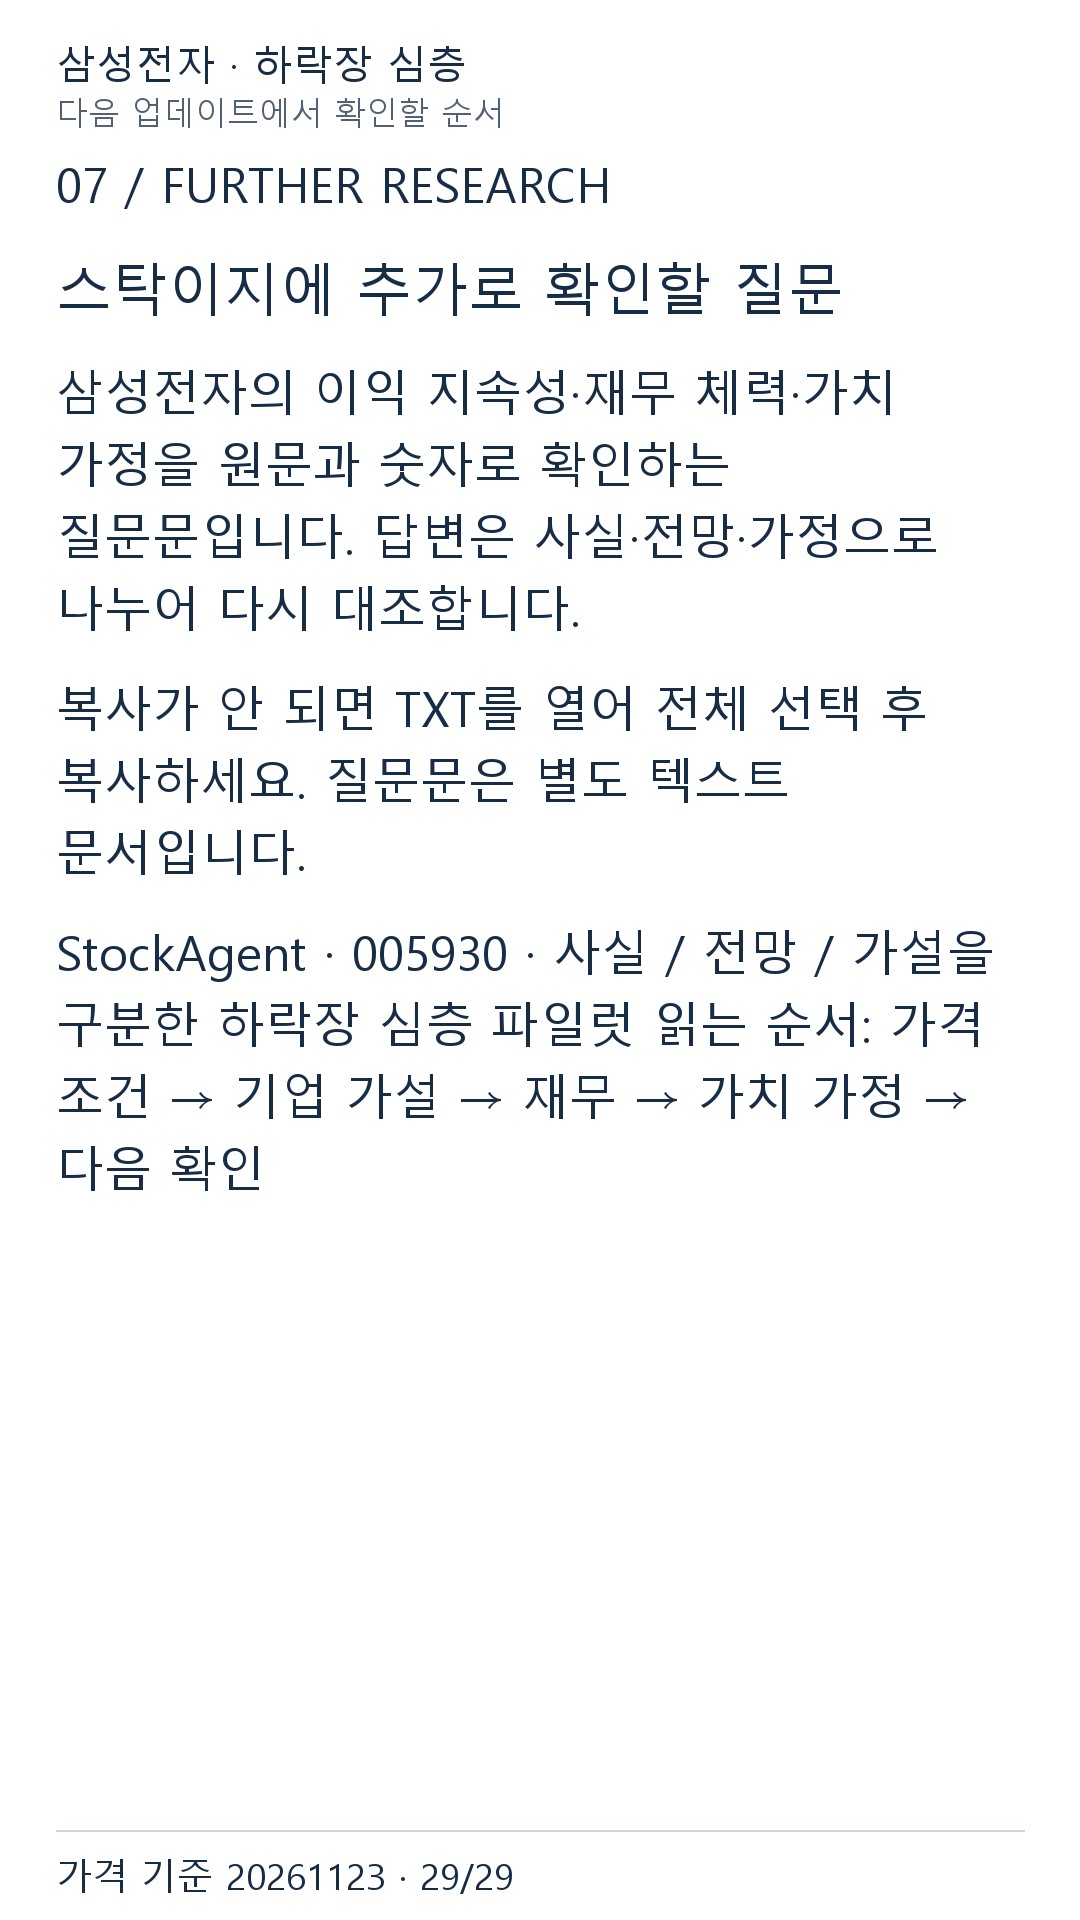 삼성전자 · 하락장 심층
다음 업데이트에서 확인할 순서
07 / FURTHER RESEARCH
스탁이지에 추가로 확인할 질문
삼성전자의 이익 지속성·재무 체력·가치
가정을 원문과 숫자로 확인하는
질문문입니다. 답변은 사실·전망·가정으로
나누어 다시 대조합니다.
복사가 안 되면 TXT를 열어 전체 선택 후
복사하세요. 질문문은 별도 텍스트
문서입니다.
StockAgent · 005930 · 사실 / 전망 / 가설을
구분한 하락장 심층 파일럿 읽는 순서: 가격
조건 → 기업 가설 → 재무 → 가치 가정 →
다음 확인
가격 기준 20261123 · 29/29